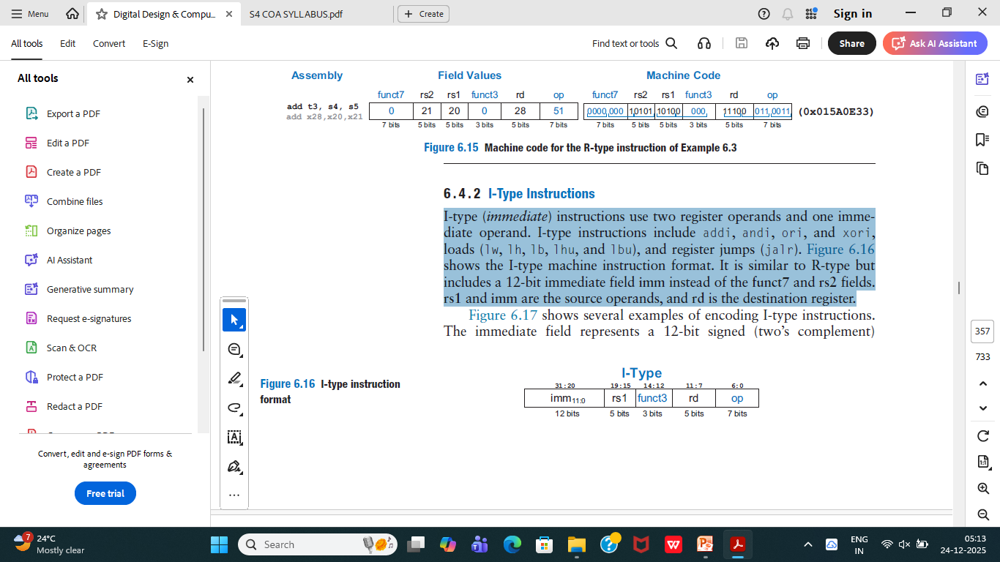 Menu
Digital Design & Compu...
S4 COA SYLLABUS.pdf
Create
Sign in
All tools
Edit
Convert
E-Sign
Find text or tools
Share
Ask AI Assistant
All tools
Export a PDF
Edit a PDF
Create a PDF
Combine files
Organize pages
AI Assistant
Generative summary
Request e-signatures
Scan & OCR
Protect a PDF
Redact a PDF
Convert, edit and e-sign PDF forms &
agreements
Free trial
Assembly Field Values Machine Code
funct7 rs2 rs1 funct3 rd op funct7 rs2 rs1 funct3 rd op
add t3, s4, s5
add x28,x20,x21
0 21 20 0 28 51 0000,000 10101 10100 000 11100 011,0011 (0x015A0E33)
7 bits 5 bits 5 bits 3 bits 5 bits 7 bits 7 bits 5 bits 5 bits 3 bits 5 bits 7 bits
Figure 6.15 Machine code for the R-type instruction of Example 6.3
6.4.2 I-Type Instructions
I-type (immediate) instructions use two register operands and one imme-
diate operand. I-type instructions include addi, andi, ori, and xori,
loads (lw, lh, lb, lhu, and lbu), and register jumps (jalr). Figure 6.16
shows the I-type machine instruction format. It is similar to R-type but
includes a 12-bit immediate field imm instead of the funct7 and rs2 fields.
rs1 and imm are the source operands, and rd is the destination register.
Figure 6.17 shows several examples of encoding I-type instructions.
The immediate field represents a 12-bit signed (two's complement)
Figure 6.16 I-type instruction
format
I-Type
31:20 19:15 14:12 11:7 6:0
imm11:0 rs1 funct3 rd op
12 bits 5 bits 3 bits 5 bits 7 bits
357
733
1:1
7
24°C
Mostly clear
Search
ENG
IN
05:13
24-12-2025